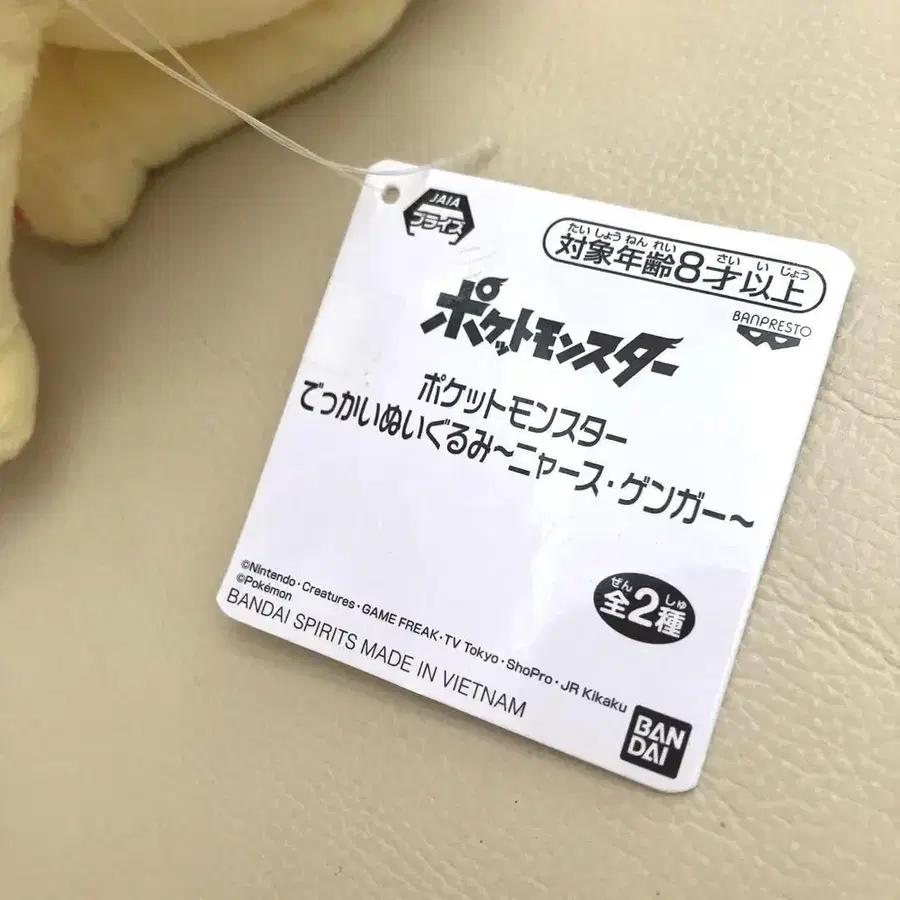 JAIA
プライズ
たいしょうねんれい さい いじょう
対象年齢8才以上
BANPRESTO
ポケットモンスター
ポケットモンスター
でっかいぬいぐるみ~ニャース・ゲンガー~
ぜん しゅ
全2種
©Nintendo・Creatures・GAME FREAK・TV Tokyo・ShoPro・JR Kikaku
©Pokémon
BANDAI SPIRITS MADE IN VIETNAM
BAN
DAI